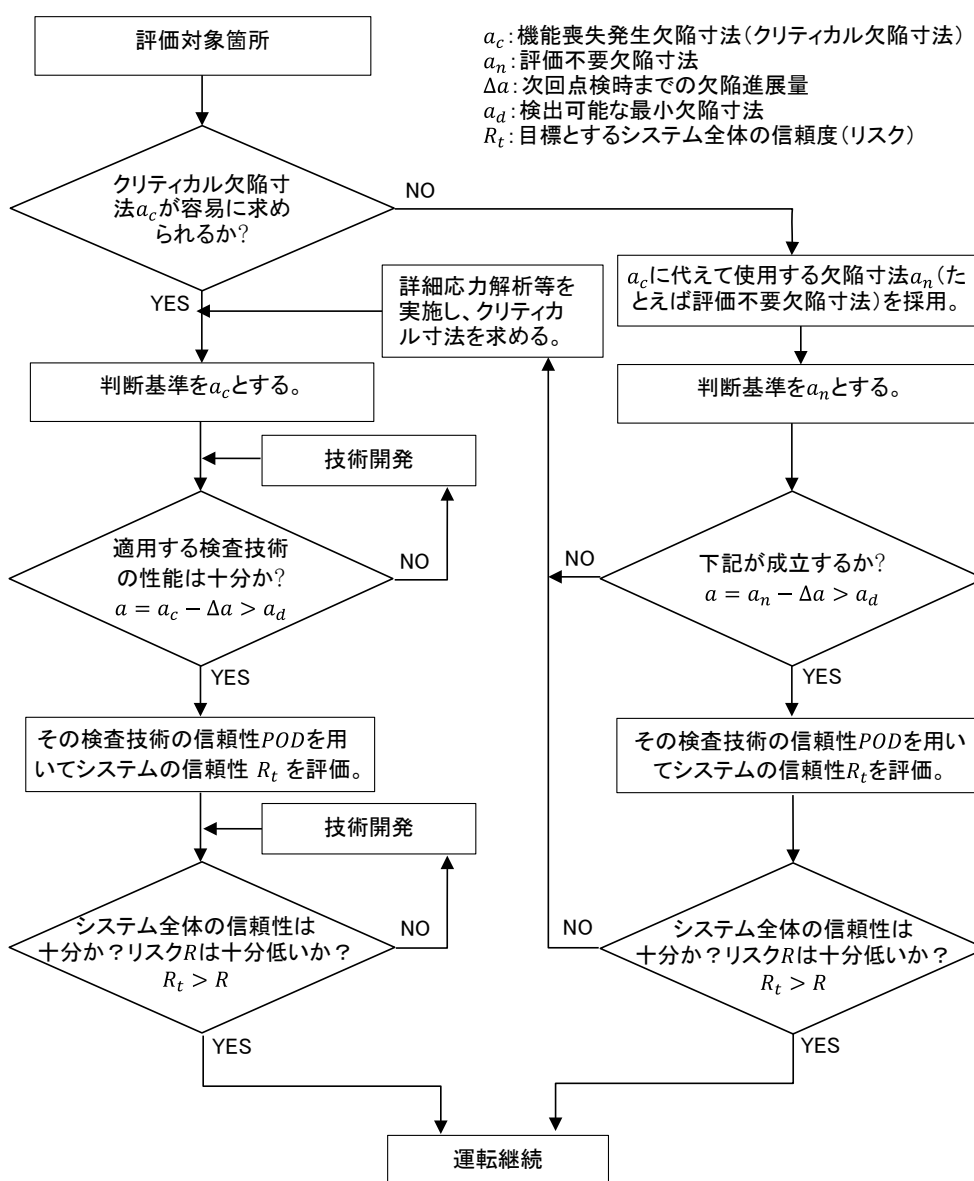 評価対象箇所
a_c：機能喪失発生欠陥寸法（クリティカル欠陥寸法）
a_n：評価不要欠陥寸法
Δa：次回点検時までの欠陥進展量
a_d：検出可能な最小欠陥寸法
R_t：目標とするシステム全体の信頼度（リスク）
クリティカル欠陥寸
法a_cが容易に求め
られるか？
NO
YES
a_cに代えて使用する欠陥寸法a_n（た
とえば評価不要欠陥寸法）を採用。
詳細応力解析等を
実施し、クリティカ
ル寸法を求める。
判断基準をa_cとする。
判断基準をa_nとする。
技術開発
適用する検査技術
の性能は十分か？
a = a_c − Δa > a_d
NO
YES
下記が成立するか？
a = a_n − Δa > a_d
NO
YES
その検査技術の信頼性PODを用
いてシステムの信頼性 R_t を評価。
その検査技術の信頼性PODを用い
てシステムの信頼性R_tを評価。
技術開発
システム全体の信頼性は
十分か？リスクRは十分低いか？
R_t > R
NO
YES
システム全体の信頼性は
十分か？リスクRは十分低いか？
R_t > R
NO
YES
運転継続